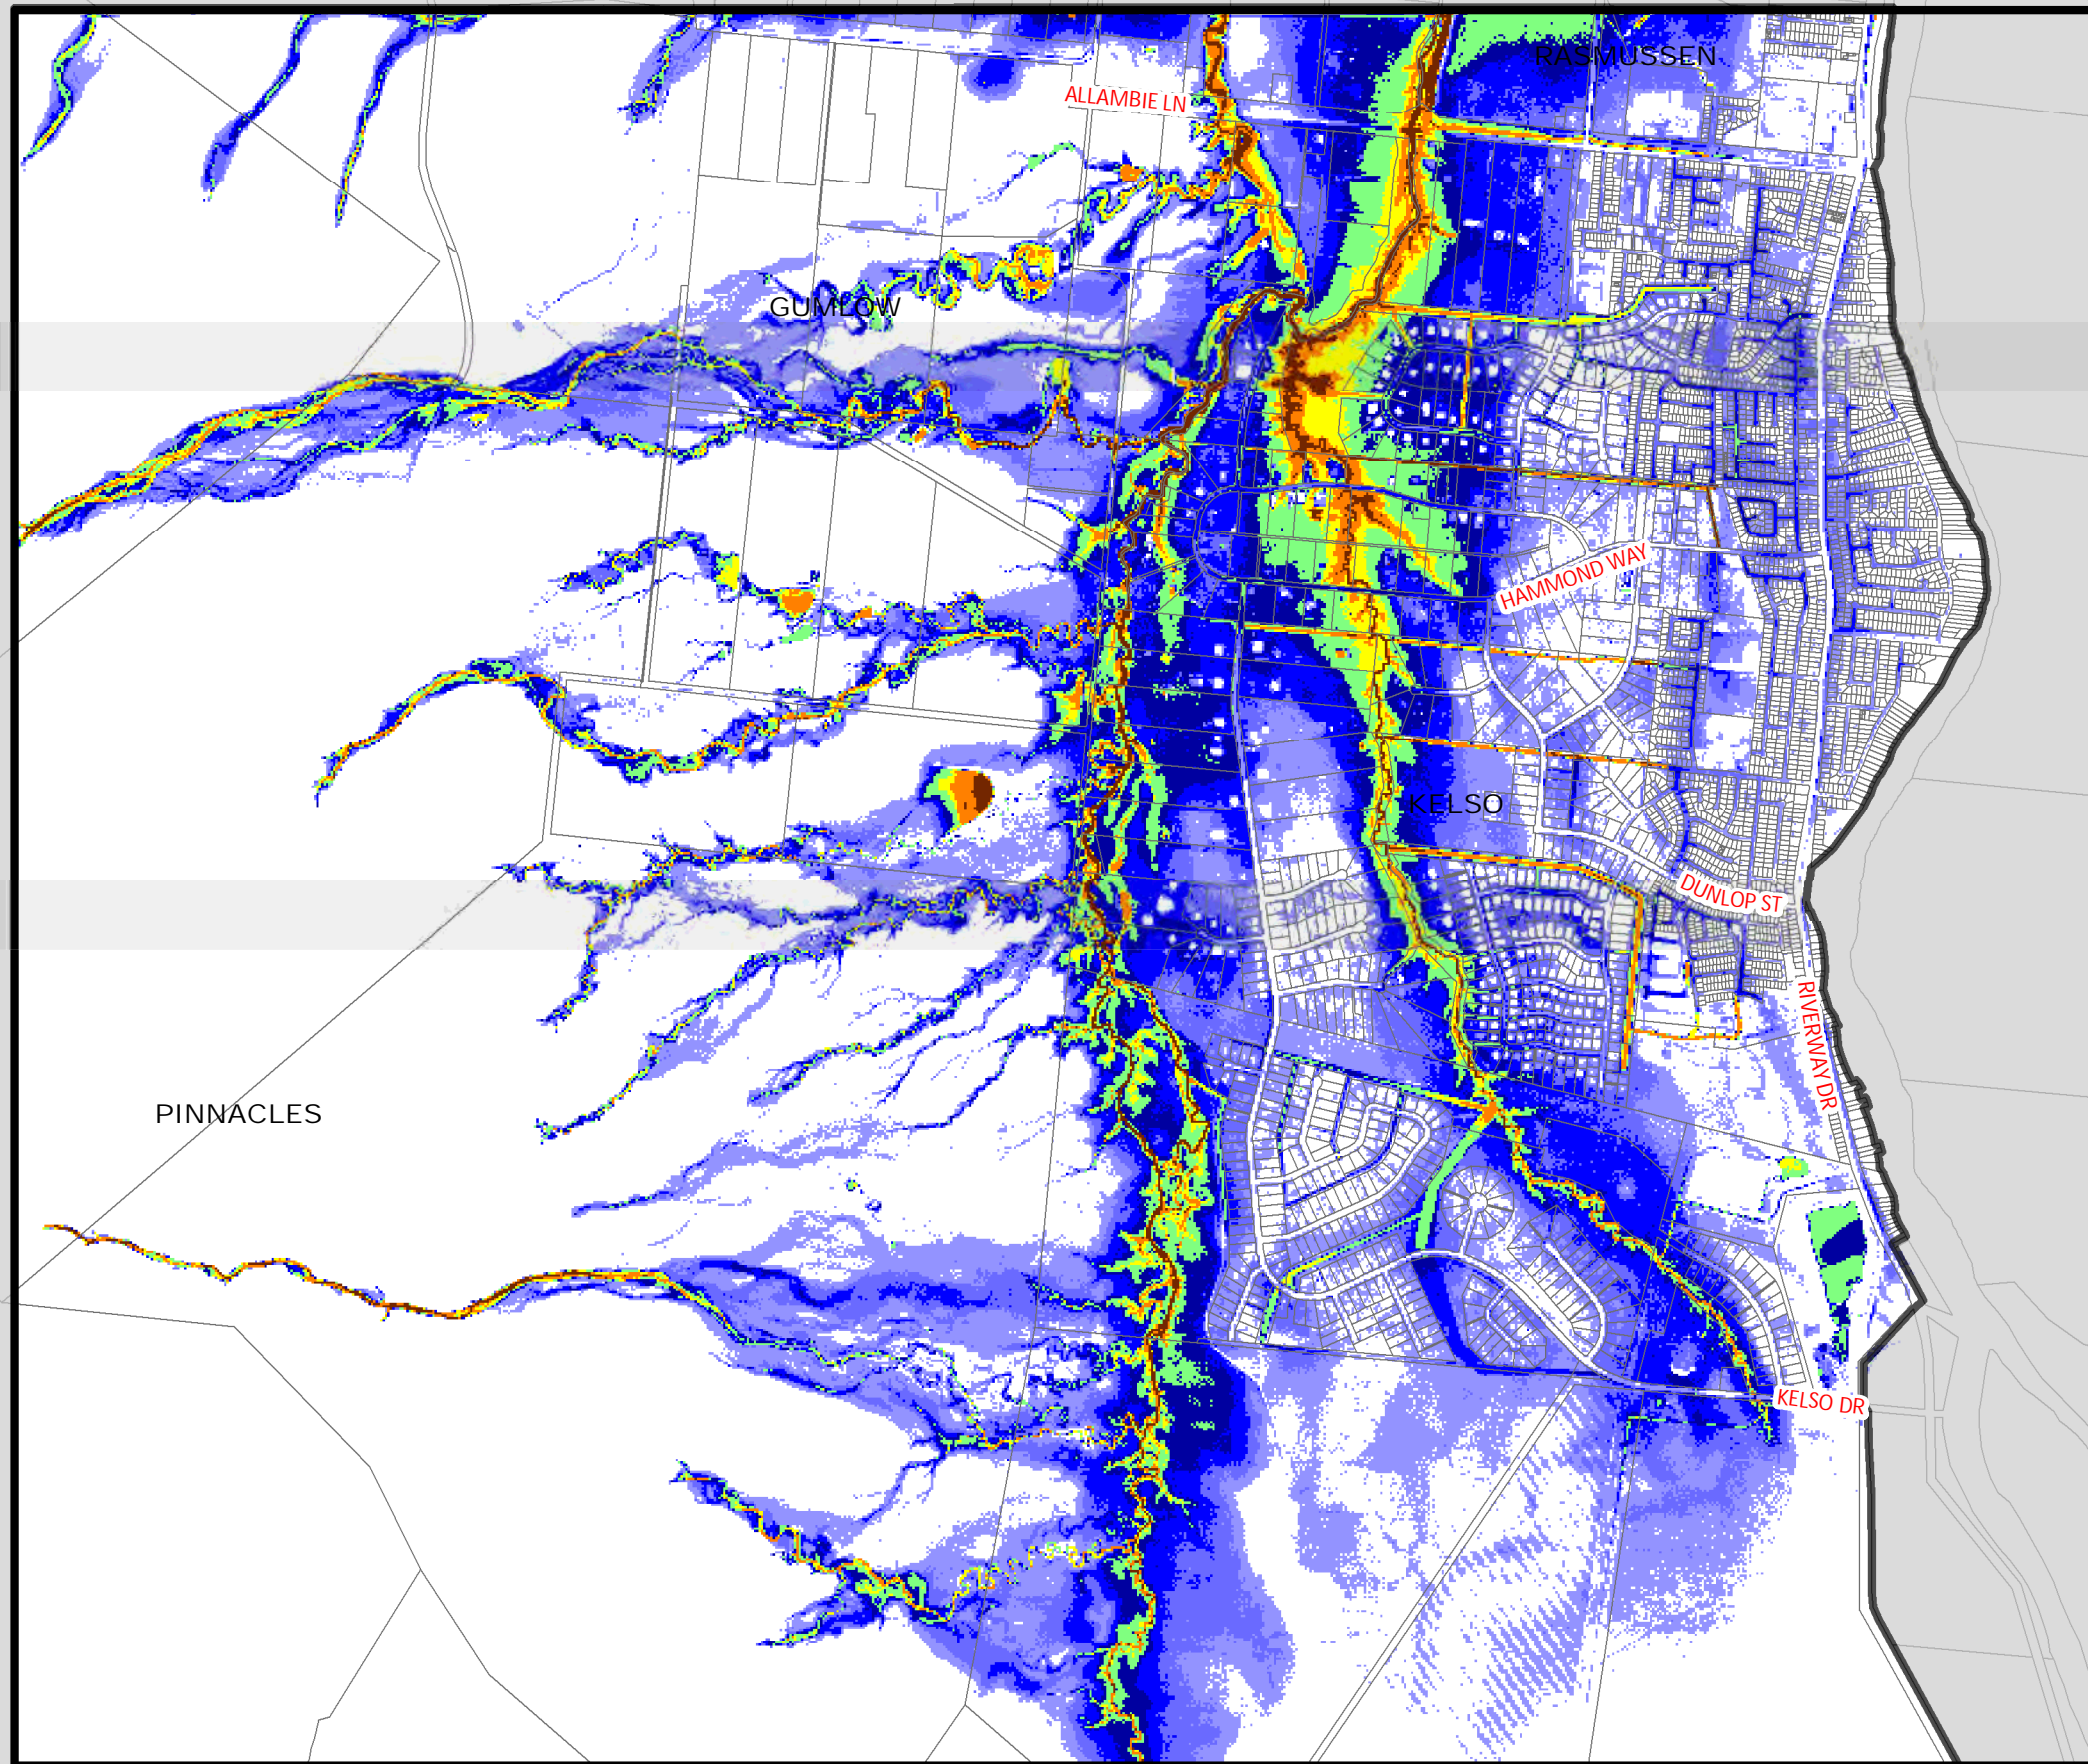 RASMUSSEN
ALLAMBIE LN
GUMLOW
HAMMOND WAY
KELSO
DUNLOP ST
RIVERWAY DR
PINNACLES
KELSO DR